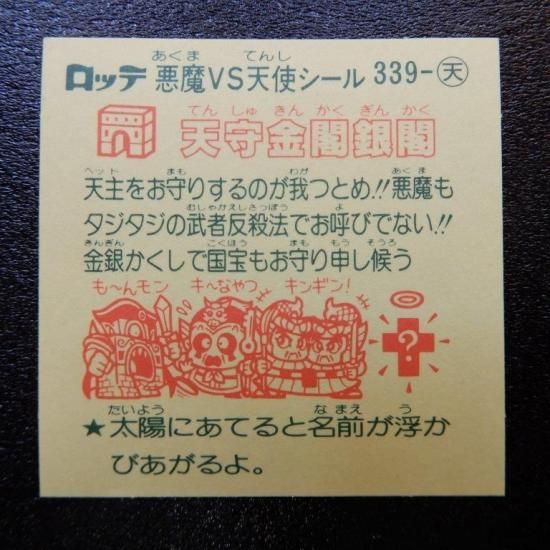 ロッテ 悪魔VS天使シール 339-天
あくま てんし
てん しゅ きん かく ぎん かく
天守金閣銀閣
ヘッド まも わが あくま
天主をお守りするのが我つとめ!!悪魔も
むしゃかえしさっぽう よ
タジタジの武者反殺法でお呼びでない!!
きんぎん こくほう まも もう そうろ
金銀かくしで国宝もお守り申し候う
も〜んモン キ〜なやつ キンギン!
?
たいよう なまえ う
★太陽にあてると名前が浮か
びあがるよ。